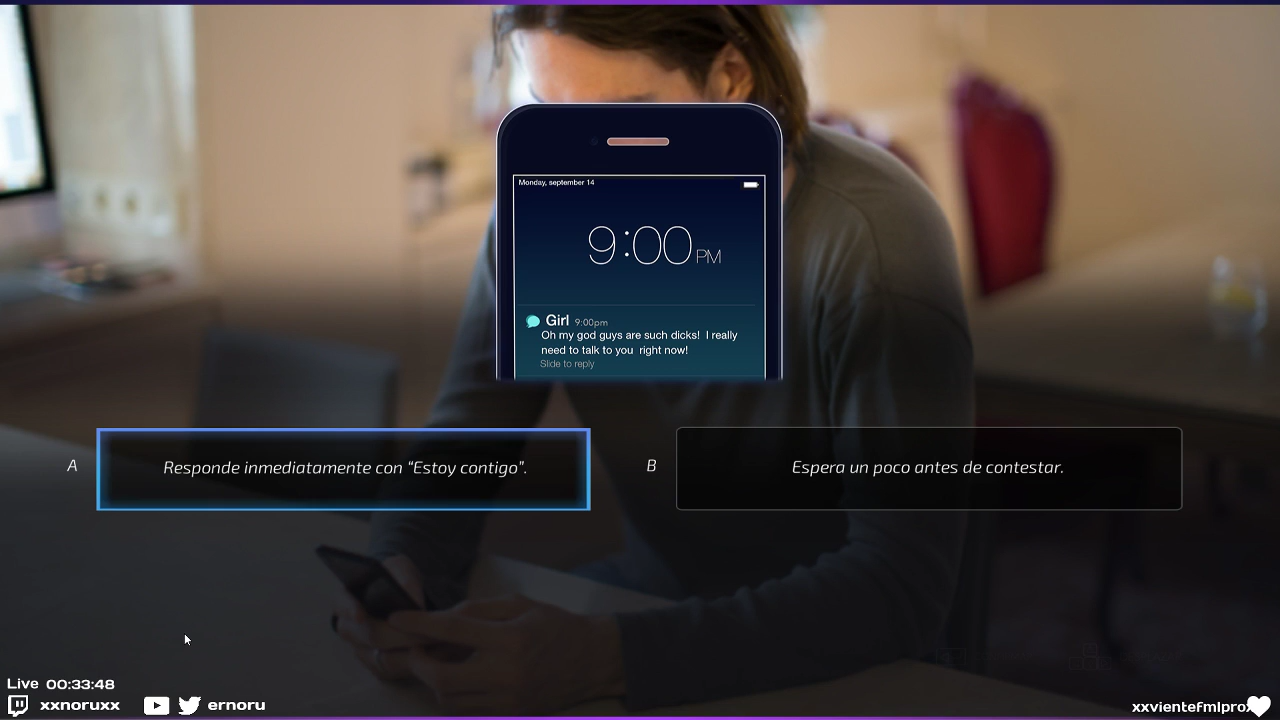 Monday, september 14
9:00 PM
Girl 9:00pm
Oh my god guys are such dicks! I really
need to talk to you right now!
Slide to reply
A Responde inmediatamente con “Estoy contigo”.
B Espera un poco antes de contestar.
Live 00:33:48
xxnoruxx ernoru
xxvientefmlprox